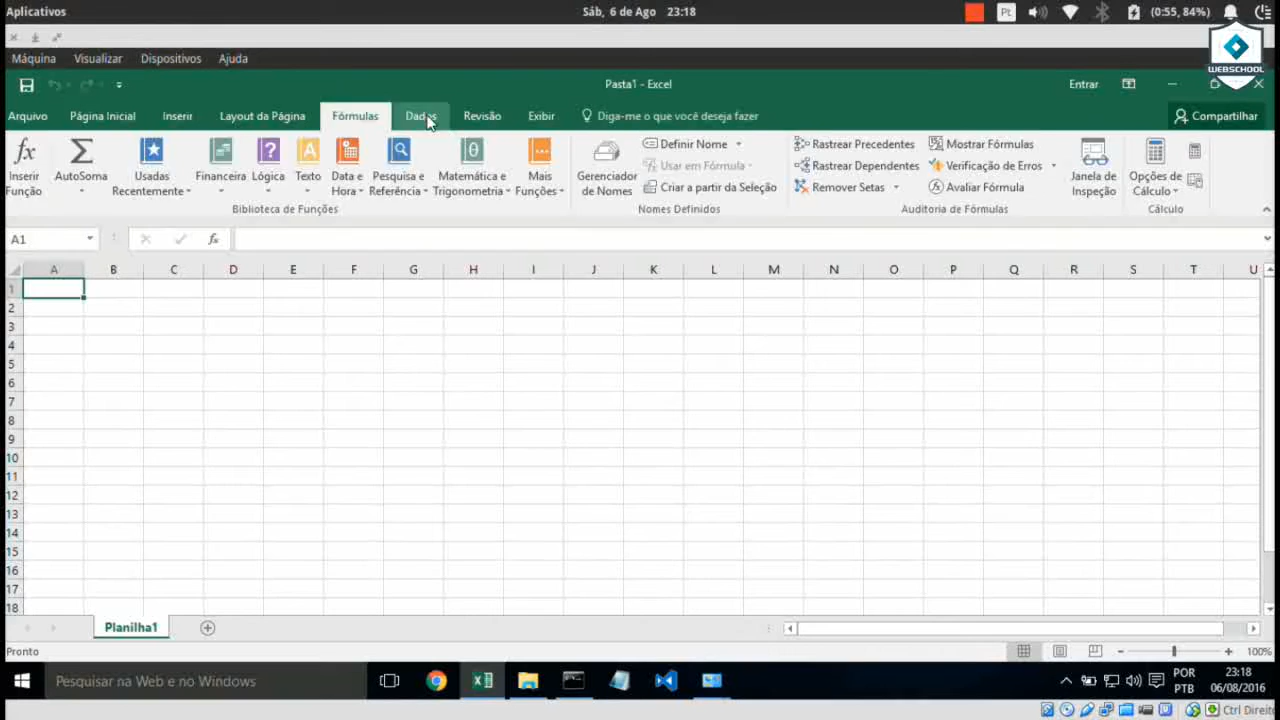 Aplicativos
Sáb, 6 de Ago 23:18
Pt
(0:55, 84%)
WEBSCHOOL
Máquina Visualizar Dispositivos Ajuda
Pasta1 - Excel
Entrar
Arquivo Página Inicial Inserir Layout da Página Fórmulas Dados Revisão Exibir Diga-me o que você deseja fazer Compartilhar
fx Inserir Função
AutoSoma
Usadas Recentemente
Financeira
Lógica
Texto
Data e Hora
Pesquisa e Referência
Matemática e Trigonometria
Mais Funções
Biblioteca de Funções
Gerenciador de Nomes
Definir Nome
Usar em Fórmula
Criar a partir da Seleção
Nomes Definidos
Rastrear Precedentes
Rastrear Dependentes
Remover Setas
Mostrar Fórmulas
Verificação de Erros
Avaliar Fórmula
Auditoria de Fórmulas
Janela de Inspeção
Opções de Cálculo
Cálculo
A1
fx
A B C D E F G H I J K L M N O P Q R S T U
1
2
3
4
5
6
7
8
9
10
11
12
13
14
15
16
17
18
Planilha1
Pronto
100%
Pesquisar na Web e no Windows
POR
PTB
23:18
06/08/2016
Ctrl Direito